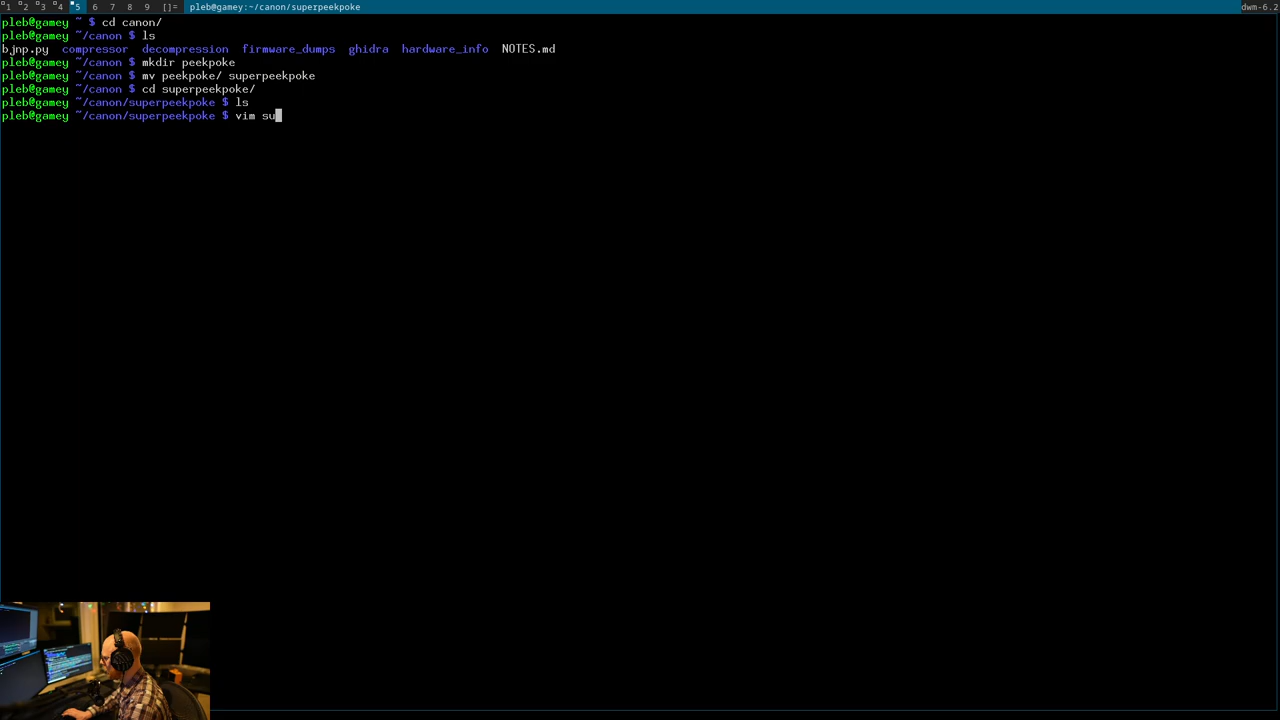 1 2 3 4 5 6 7 8 9 []= pleb@gamey:~/canon/superpeekpoke dwm-6.2
pleb@gamey ~ $ cd canon/
pleb@gamey ~/canon $ ls
bjnp.py compressor decompression firmware_dumps ghidra hardware_info NOTES.md
pleb@gamey ~/canon $ mkdir peekpoke
pleb@gamey ~/canon $ mv peekpoke/ superpeekpoke
pleb@gamey ~/canon $ cd superpeekpoke/
pleb@gamey ~/canon/superpeekpoke $ ls
pleb@gamey ~/canon/superpeekpoke $ vim su